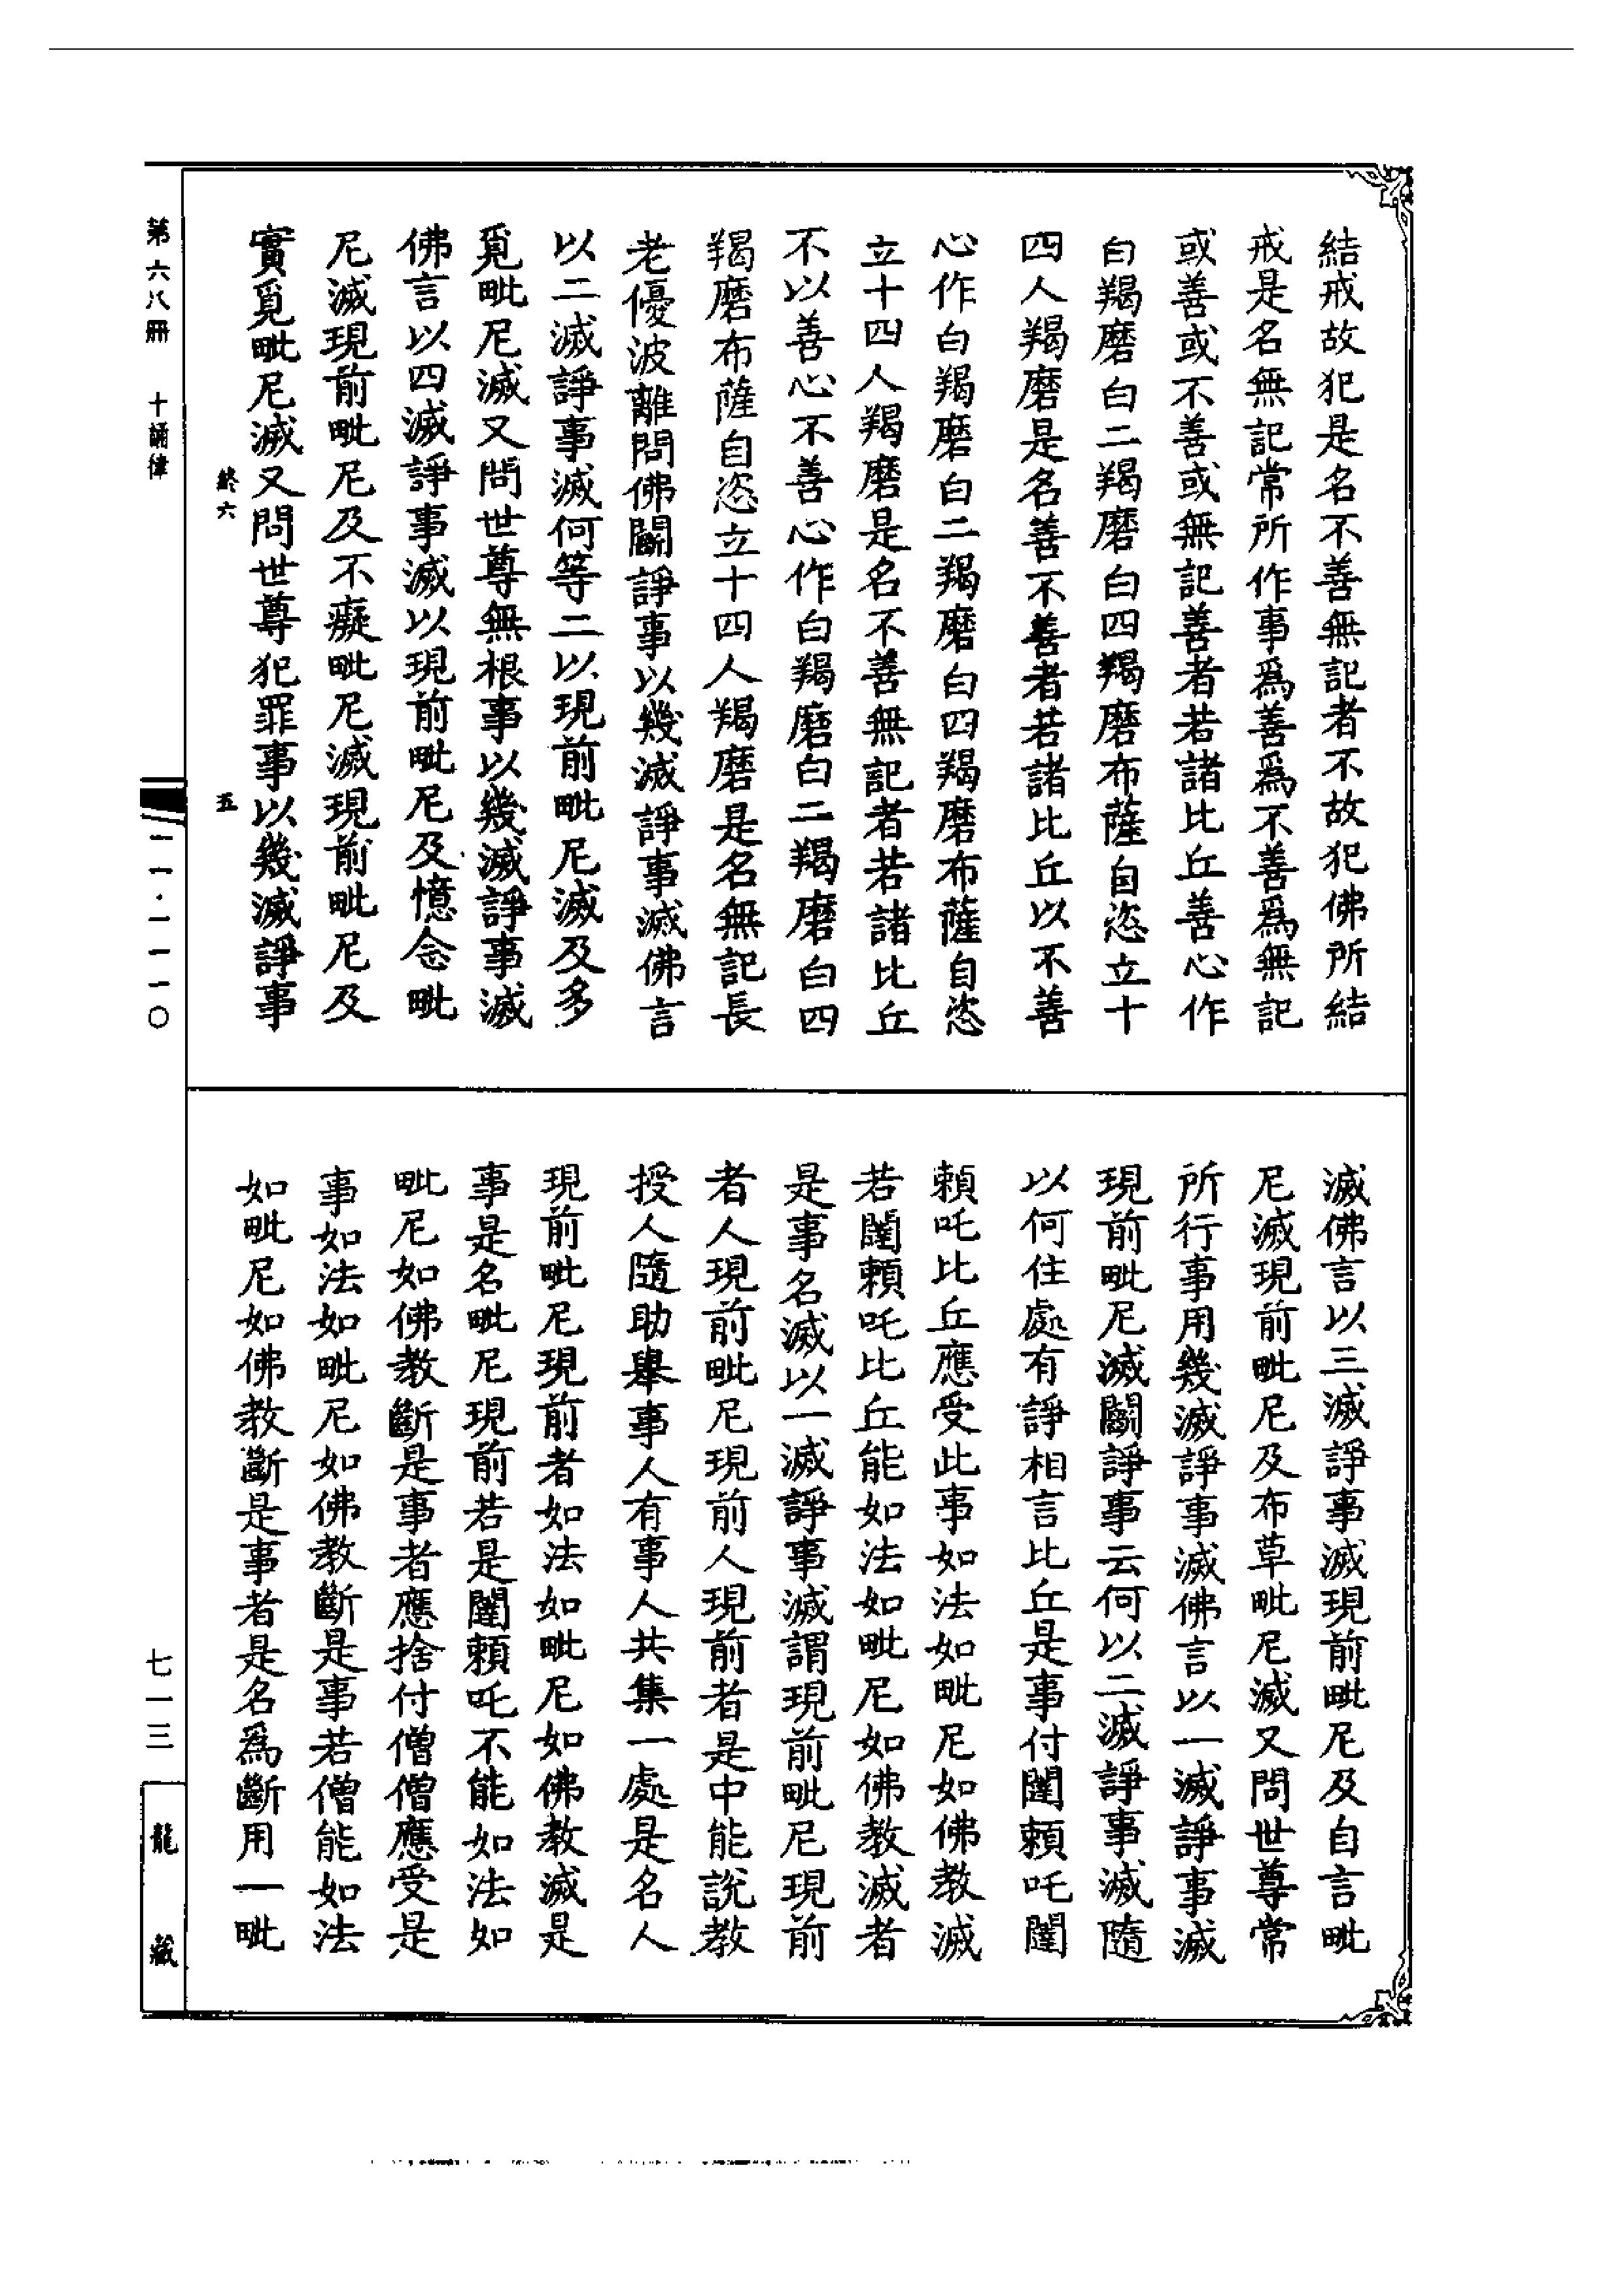 結戒故犯是名不善無記者不故犯佛所結
戒是名無記常所作事爲善爲不善爲無記
或善或不善或無記善者若諸比丘善心作
白羯磨白二羯磨白四羯磨布薩自恣立十
四人羯磨是名善不善者若諸比丘以不善
心作白羯磨白二羯磨白四羯磨布薩自恣
立十四人羯磨是名不善無記者若諸比丘
不以善心不善心作白羯磨白二羯磨白四
羯磨布薩自恣立十四人羯磨是名無記長
老優波離問佛鬭諍事以幾滅諍事滅佛言
以二滅諍事滅何等二以現前毗尼滅及多
覓毗尼滅又問世尊無根事以幾滅諍事滅
佛言以四滅諍事滅以現前毗尼及憶念毗
尼滅現前毗尼及不癡毗尼滅現前毗尼及
實覓毗尼滅又問世尊犯罪事以幾滅諍事
滅佛言以三滅諍事滅現前毗尼及自言毗
尼滅現前毗尼及布草毗尼滅又問世尊常
所行事用幾滅諍事滅佛言以一滅諍事滅
現前毗尼滅鬭諍事云何以二滅諍事滅隨
以何住處有諍相言比丘是事付闥賴吒闥
賴吒比丘應受此事如法如毗尼如佛教滅
若闥賴吒比丘能如法如毗尼如佛教滅者
是事名滅以一滅諍事滅謂現前毗尼現前
者人現前毗尼現前人現前者是中能說教
授人隨助舉事人有事人共集一處是名人
現前毗尼現前者如法如毗尼如佛教滅是
事是名毗尼現前若是闥賴吒不能如法如
毗尼如佛教斷是事者應捨付僧僧應受是
事如法如毗尼如佛教斷是事若僧能如法
如毗尼如佛教斷是事者是名爲斷用一毗
終六 五
第六八冊 十誦律
一一·一一一〇
七一三
龍藏